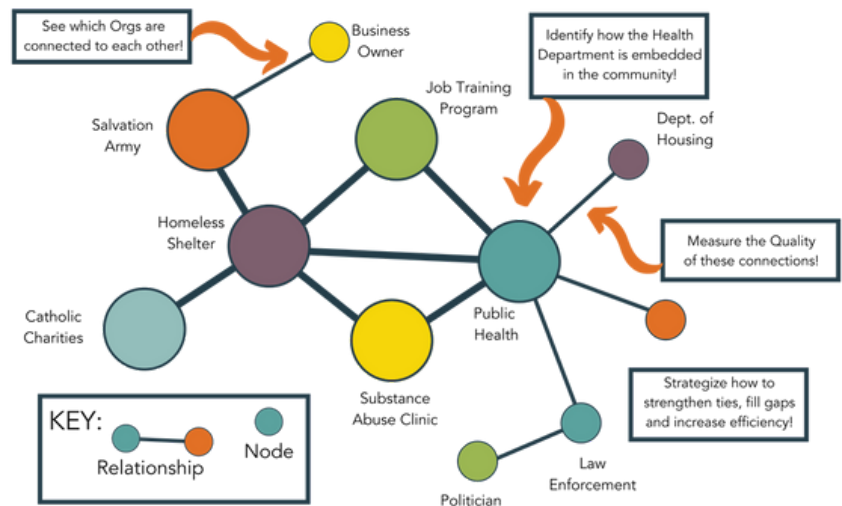 See which Orgs are
connected to each other!
Business
Owner
Identify how the Health
Department is embedded
in the community!
Job Training
Program
Salvation
Army
Dept. of
Housing
Homeless
Shelter
Measure the Quality
of these connections!
Catholic
Charities
Public
Health
Substance
Abuse Clinic
Strategize how to
strengthen ties, fill gaps
and increase efficiency!
KEY:
Relationship
Node
Law
Enforcement
Politician